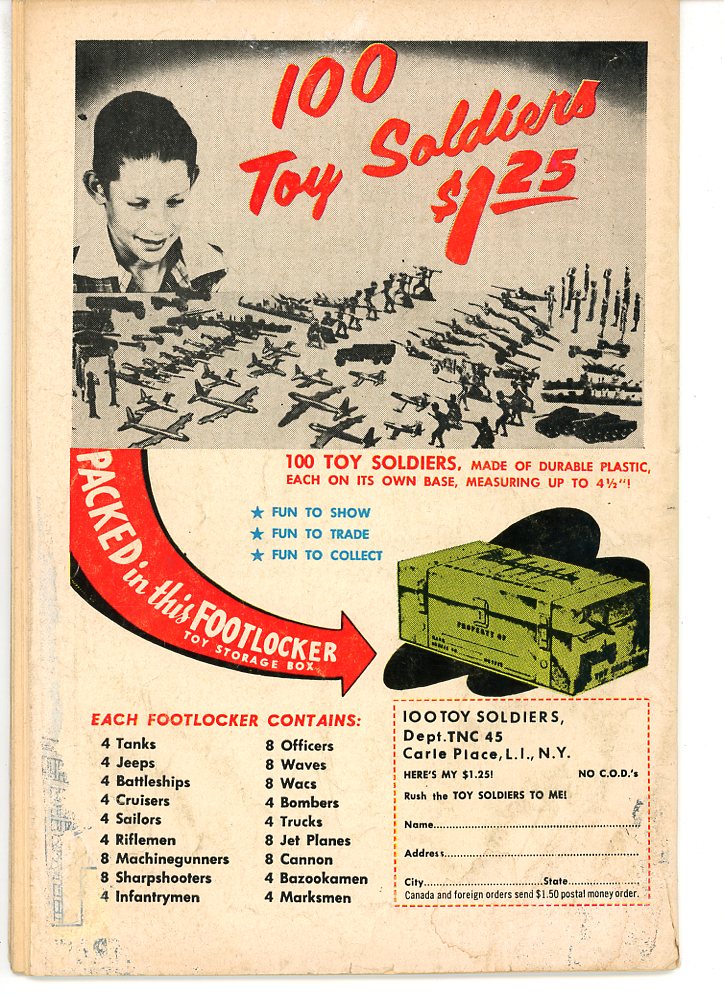 100
Toy Soldiers
$1.25
100 TOY SOLDIERS, MADE OF DURABLE PLASTIC,
EACH ON ITS OWN BASE, MEASURING UP TO 4½"!
★ FUN TO SHOW
★ FUN TO TRADE
★ FUN TO COLLECT
PACKED in this FOOTLOCKER
TOY STORAGE BOX
PROPERTY OF
EACH FOOTLOCKER CONTAINS:
4 Tanks
4 Jeeps
4 Battleships
4 Cruisers
4 Sailors
4 Riflemen
8 Machinegunners
8 Sharpshooters
4 Infantrymen
8 Officers
8 Waves
8 Wacs
4 Bombers
4 Trucks
8 Jet Planes
8 Cannon
4 Bazookamen
4 Marksmen
100 TOY SOLDIERS,
Dept. TNC 45
Carle Place, L.I., N.Y.
HERE'S MY $1.25! NO C.O.D.'s
Rush the TOY SOLDIERS TO ME!
Name
Address
City State
Canada and foreign orders send $1.50 postal money order.